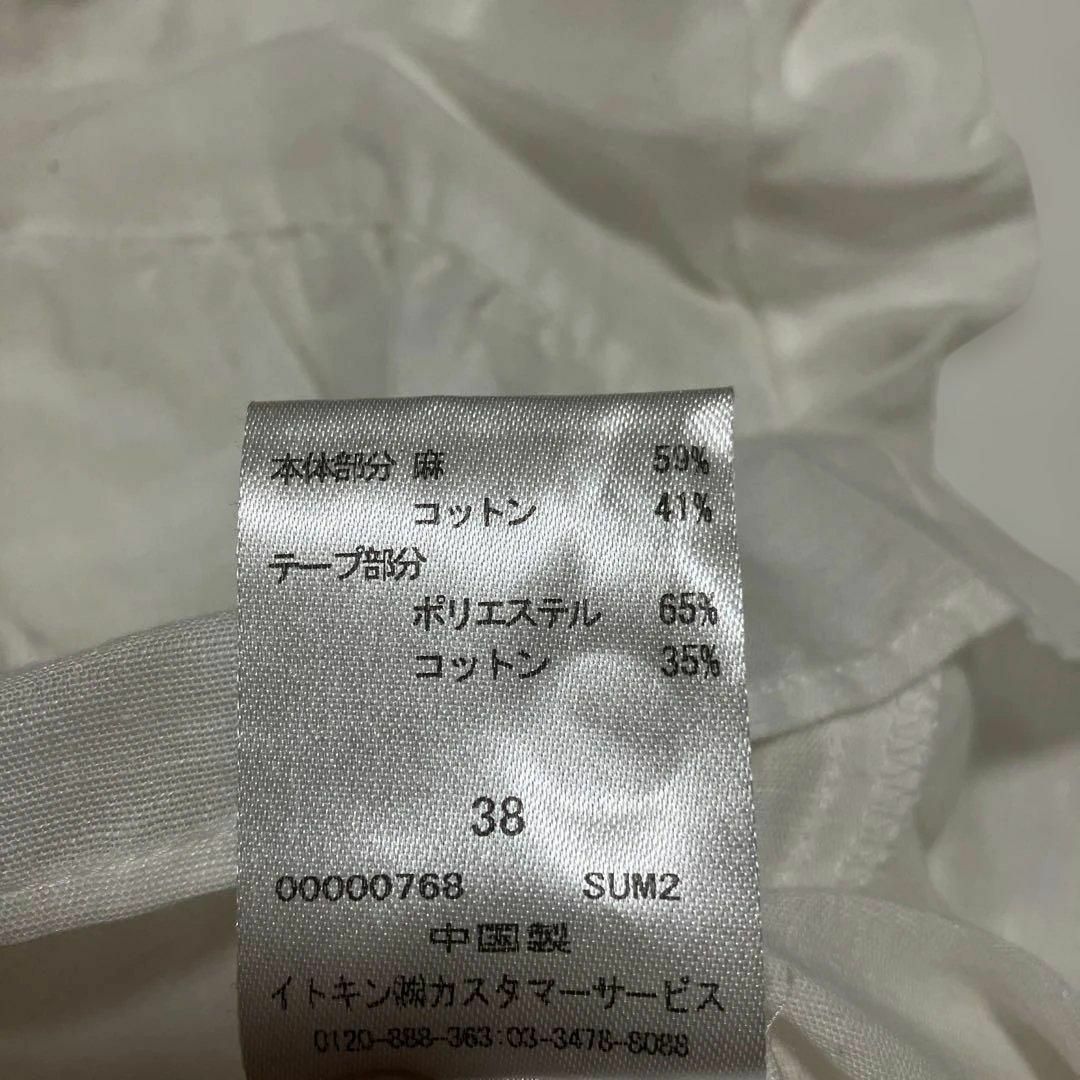 本体部分 麻 59%
コットン 41%
テープ部分
ポリエステル 65%
コットン 35%
38
00000768 SUM2
中国製
イトキン㈱カスタマーサービス
0120-888-363:03-3478-8088